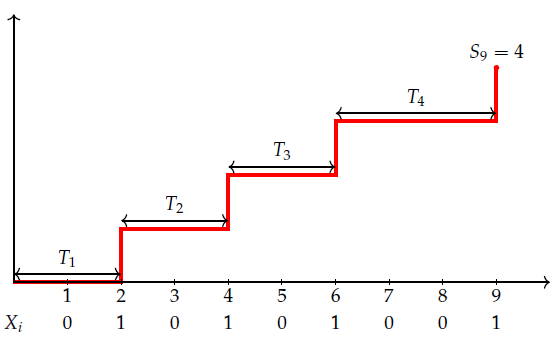 S₉ = 4
T₄
T₃
T₂
T₁
1 2 3 4 5 6 7 8 9
Xᵢ 0 1 0 1 0 1 0 0 1